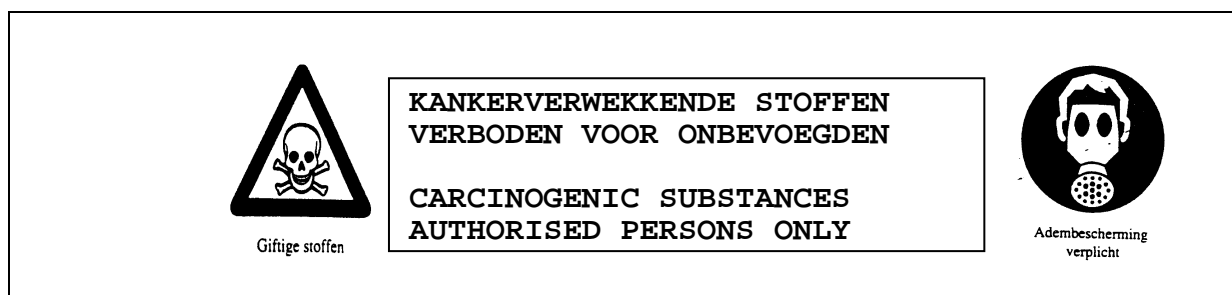 Giftige stoffen
KANKERVERWEKKENDE STOFFEN
VERBODEN VOOR ONBEVOEGDEN
CARCINOGENIC SUBSTANCES
AUTHORISED PERSONS ONLY
Adembescherming
verplicht